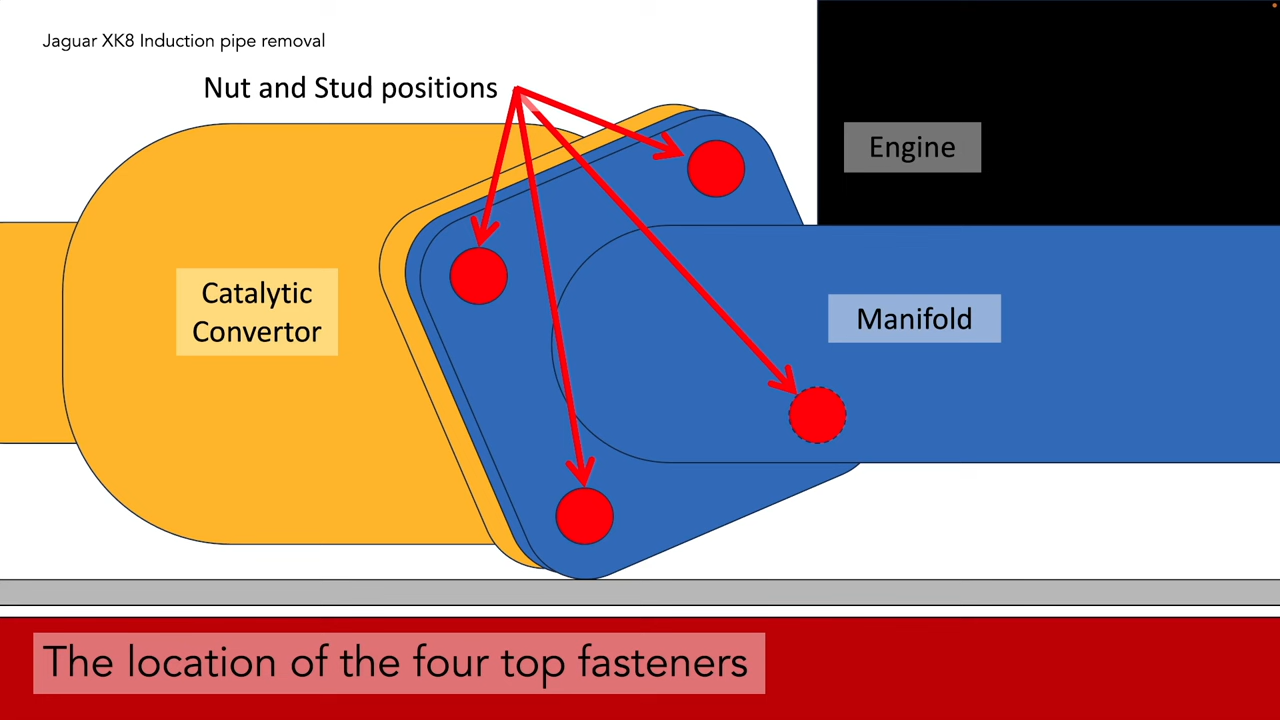 Jaguar XK8 Induction pipe removal
Nut and Stud positions
Engine
Catalytic
Convertor
Manifold
The location of the four top fasteners